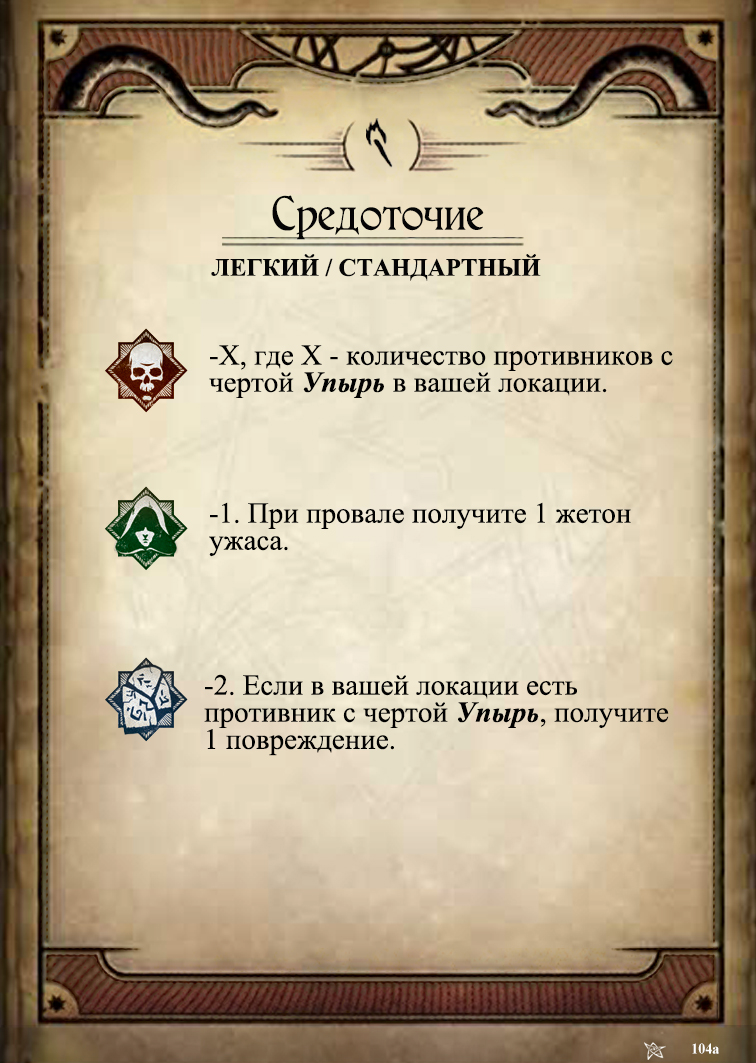 Средоточие
ЛЕГКИЙ / СТАНДАРТНЫЙ
-X, где X - количество противников с
чертой Упырь в вашей локации.
-1. При провале получите 1 жетон
ужаса.
-2. Если в вашей локации есть
противник с чертой Упырь, получите
1 повреждение.
104a